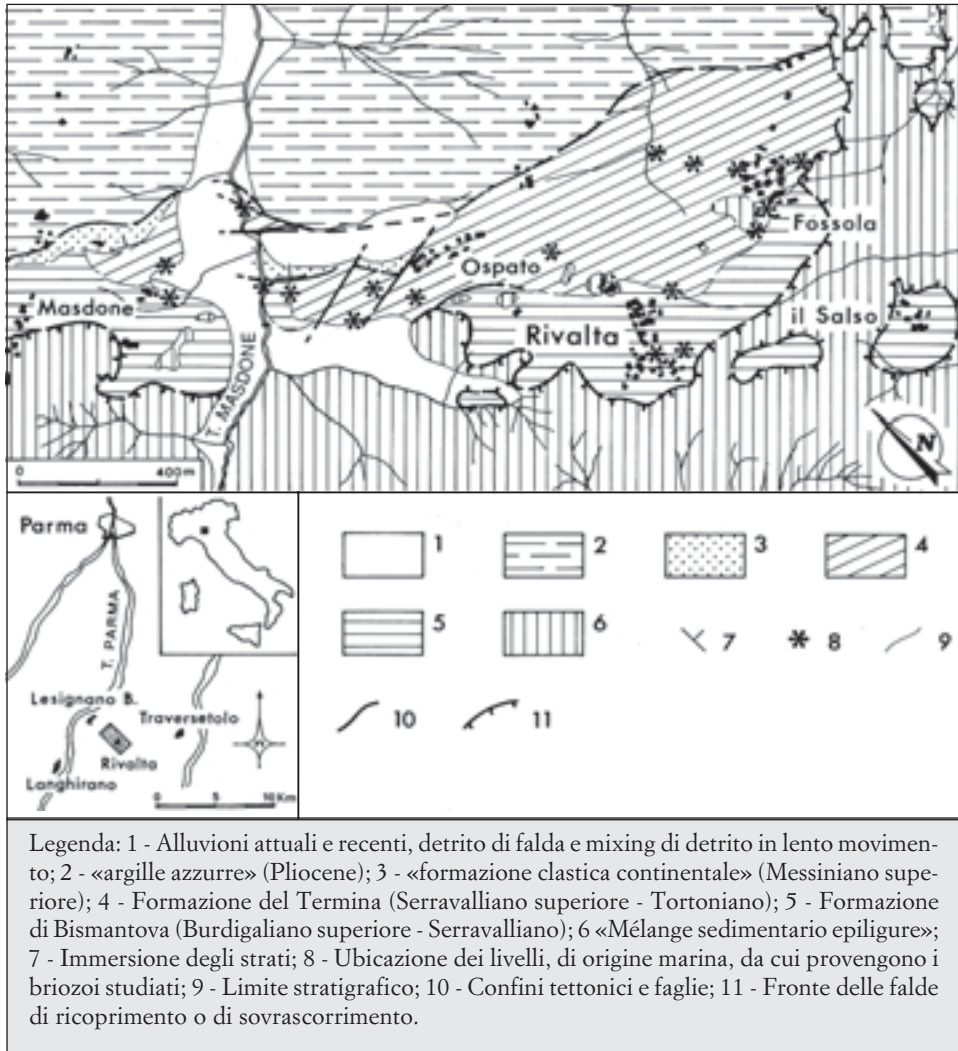 Fossola
Ospato
Masdone
Rivalta
il Salso
T. MASDONE
N
0 400m
Parma
T. PARMA
Lesignano B.
Traversetolo
Rivalta
Langhirano
0 5 10 Km
1 2 3 4
5 6 7 8 9
10 11
Legenda: 1 - Alluvioni attuali e recenti, detrito di falda e mixing di detrito in lento movimen-
to; 2 - «argille azzurre» (Pliocene); 3 - «formazione clastica continentale» (Messiniano supe-
riore); 4 - Formazione del Termina (Serravalliano superiore - Tortoniano); 5 - Formazione
di Bismantova (Burdigaliano superiore - Serravalliano); 6 «Mélange sedimentario epiligure»;
7 - Immersione degli strati; 8 - Ubicazione dei livelli, di origine marina, da cui provengono i
briozoi studiati; 9 - Limite stratigrafico; 10 - Confini tettonici e faglie; 11 - Fronte delle falde
di ricoprimento o di sovrascorrimento.